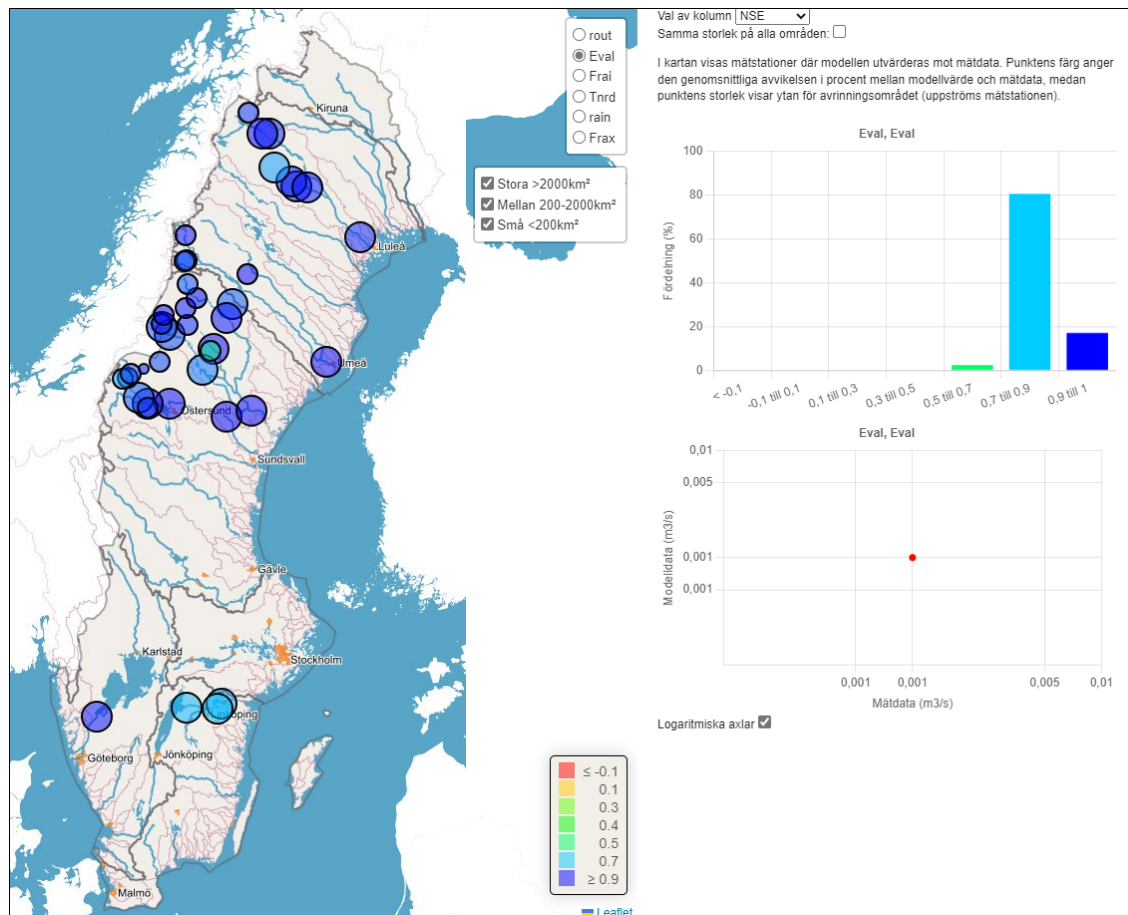 Kiruna
Luleå
Umeå
Östersund
Sundsvall
Gävle
Karlstad
Stockholm
Göteborg
Jönköping
Malmö
rout
Eval
Frai
Tnrd
rain
Frax
Stora >2000km²
Mellan 200-2000km²
Små <200km²
≤ -0.1
0.1
0.3
0.4
0.5
0.7
≥ 0.9
Leaflet
Val av kolumn NSE
Samma storlek på alla områden:
I kartan visas mätstationer där modellen utvärderas mot mätdata. Punktens färg anger
den genomsnittliga avvikelsen i procent mellan modellvärde och mätdata, medan
punktens storlek visar ytan för avrinningsområdet (uppströms mätstationen).
Eval, Eval
Fördelning (%)
100
80
60
40
20
0
< -0.1
-0.1 till 0,1
0.1 till 0,3
0.3 till 0,5
0.5 till 0,7
0.7 till 0,9
0.9 till 1
Eval, Eval
Modelldata (m3/s)
0,01
0,005
0,001
0,001
0,001
0,001
0,005
0,01
Mätdata (m3/s)
Logaritmiska axlar